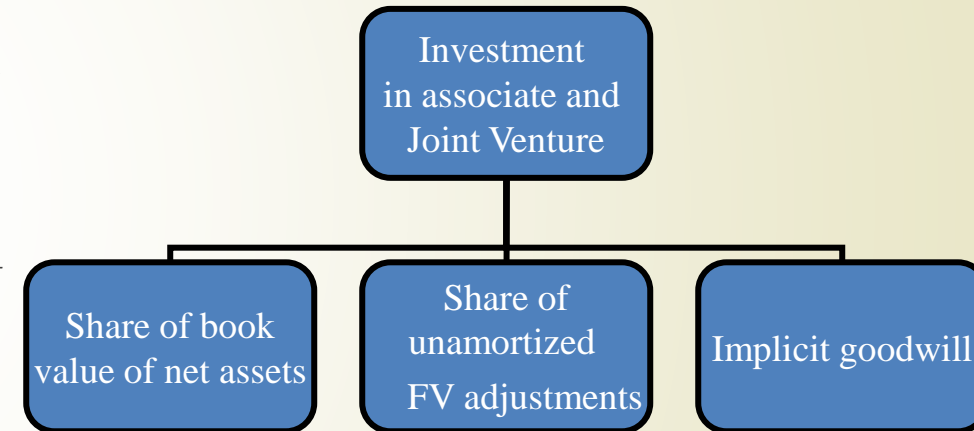 Investment
in associate and
Joint Venture
Share of book
value of net assets
Share of
unamortized
FV adjustments
Implicit goodwill